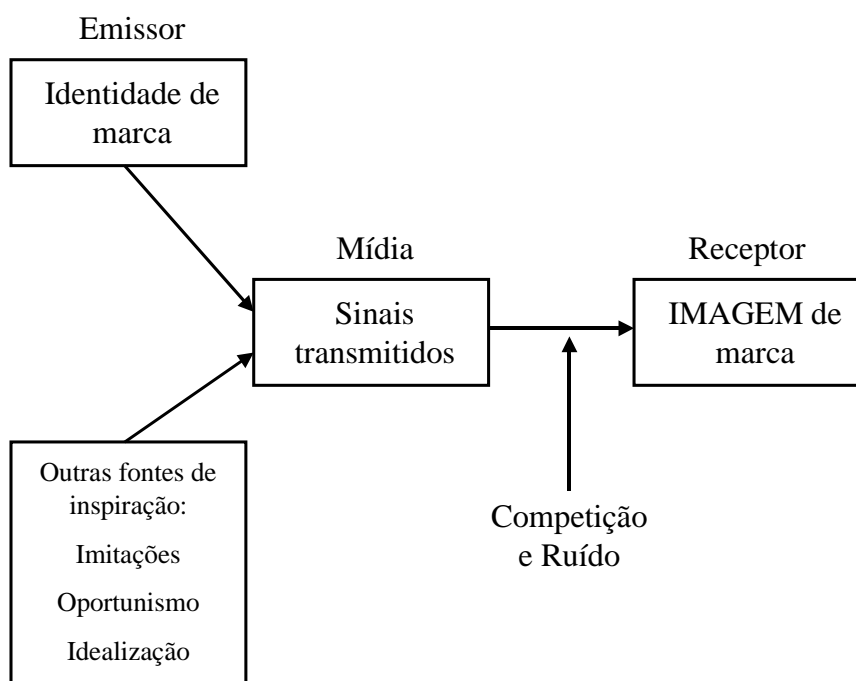 Emissor
Identidade de
marca
Mídia
Receptor
Sinais
transmitidos
IMAGEM de
marca
Outras fontes de
inspiração:
Imitações
Oportunismo
Idealização
Competição
e Ruído